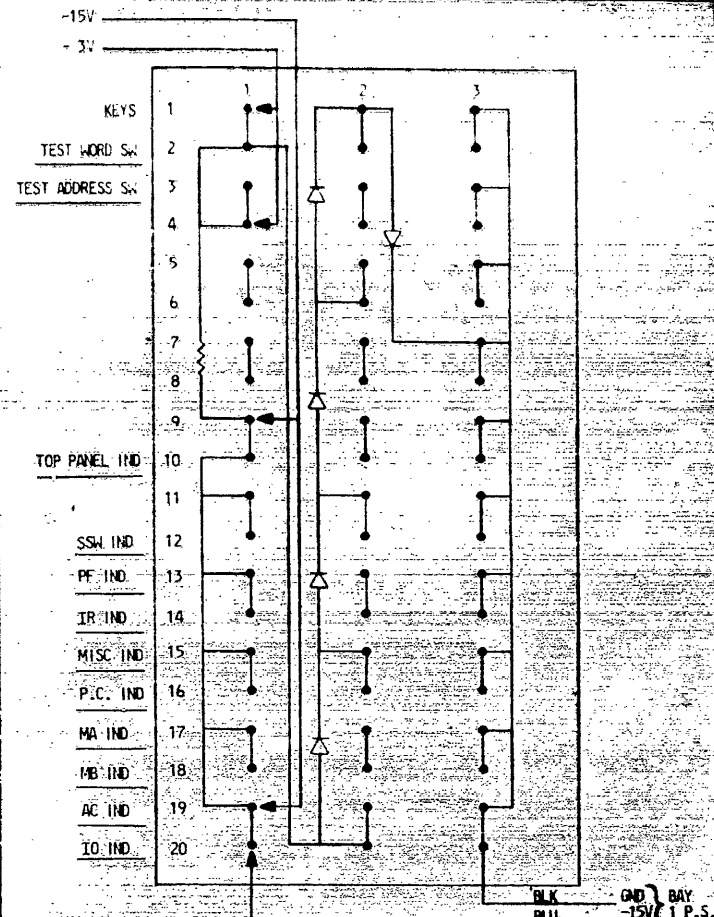 -15V
- 3V
1 2 3
KEYS 1
TEST WORD SW 2
TEST ADDRESS SW 3
4
5
6
7
8
9
TOP PANEL IND 10
11
SSW IND 12
PF IND 13
IR IND 14
MISC IND 15
P.C. IND 16
MA IND 17
MB IND 18
AC IND 19
IO IND 20
BLK GND } BAY
BLU -15V 1 P.S